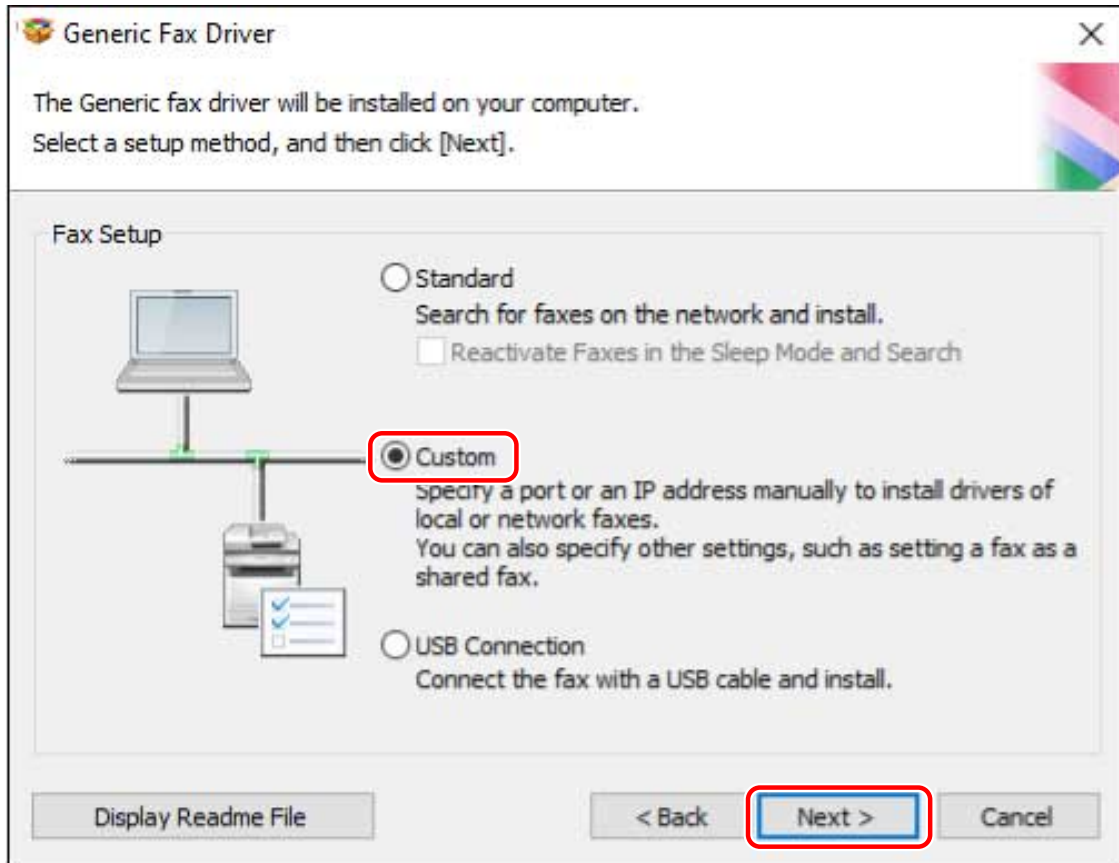 Generic Fax Driver
The Generic fax driver will be installed on your computer.
Select a setup method, and then click [Next].
Fax Setup
Standard
Search for faxes on the network and install.
Reactivate Faxes in the Sleep Mode and Search
Custom
Specify a port or an IP address manually to install drivers of
local or network faxes.
You can also specify other settings, such as setting a fax as a
shared fax.
USB Connection
Connect the fax with a USB cable and install.
Display Readme File
< Back
Next >
Cancel